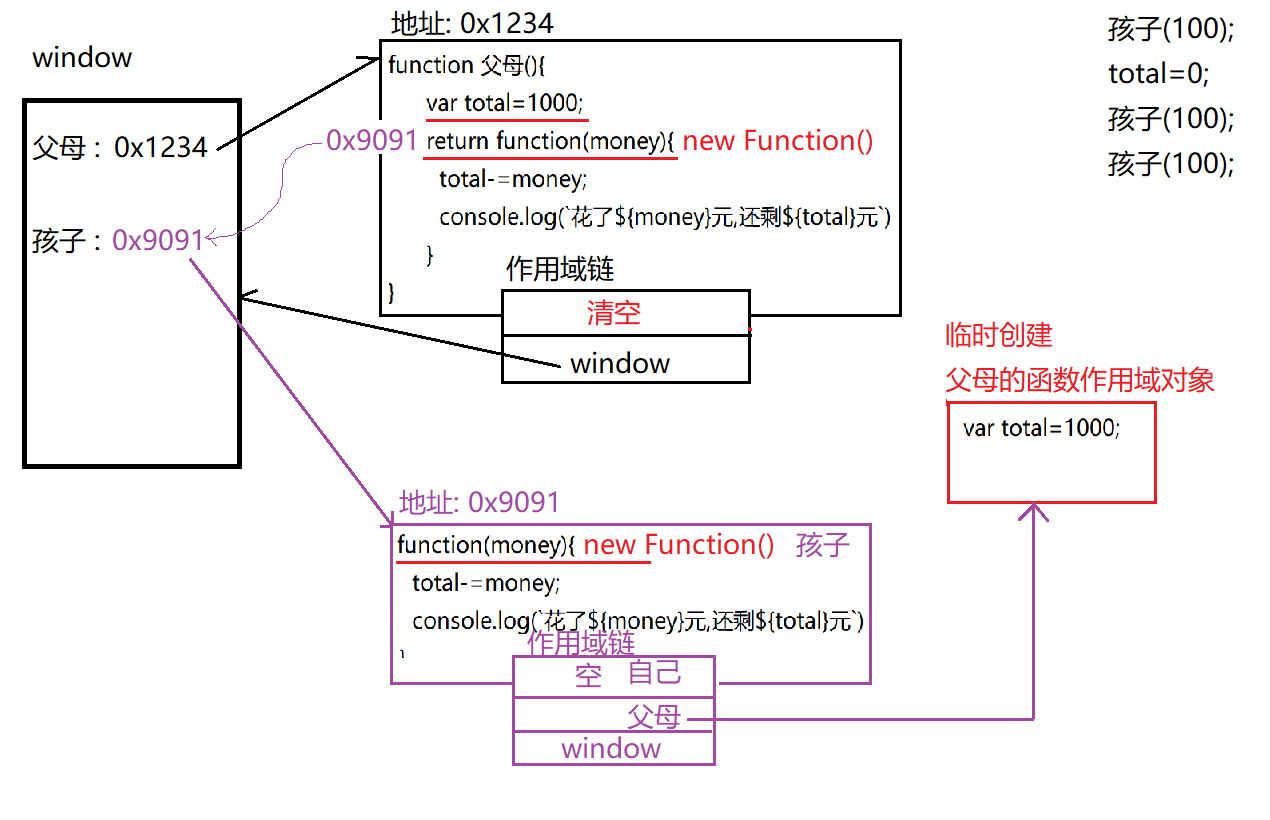 window
父母：0x1234
孩子：0x9091
地址: 0x1234
function 父母(){
var total=1000;
0x9091 return function(money){ new Function()
total-=money;
console.log(`花了${money}元,还剩${total}元`)
}
}
作用域链
清空
window
孩子(100);
total=0;
孩子(100);
孩子(100);
临时创建
父母的函数作用域对象
var total=1000;
地址: 0x9091
function(money){ new Function() 孩子
total-=money;
console.log(`花了${money}元,还剩${total}元`)
作用域链
空 自己
父母
window